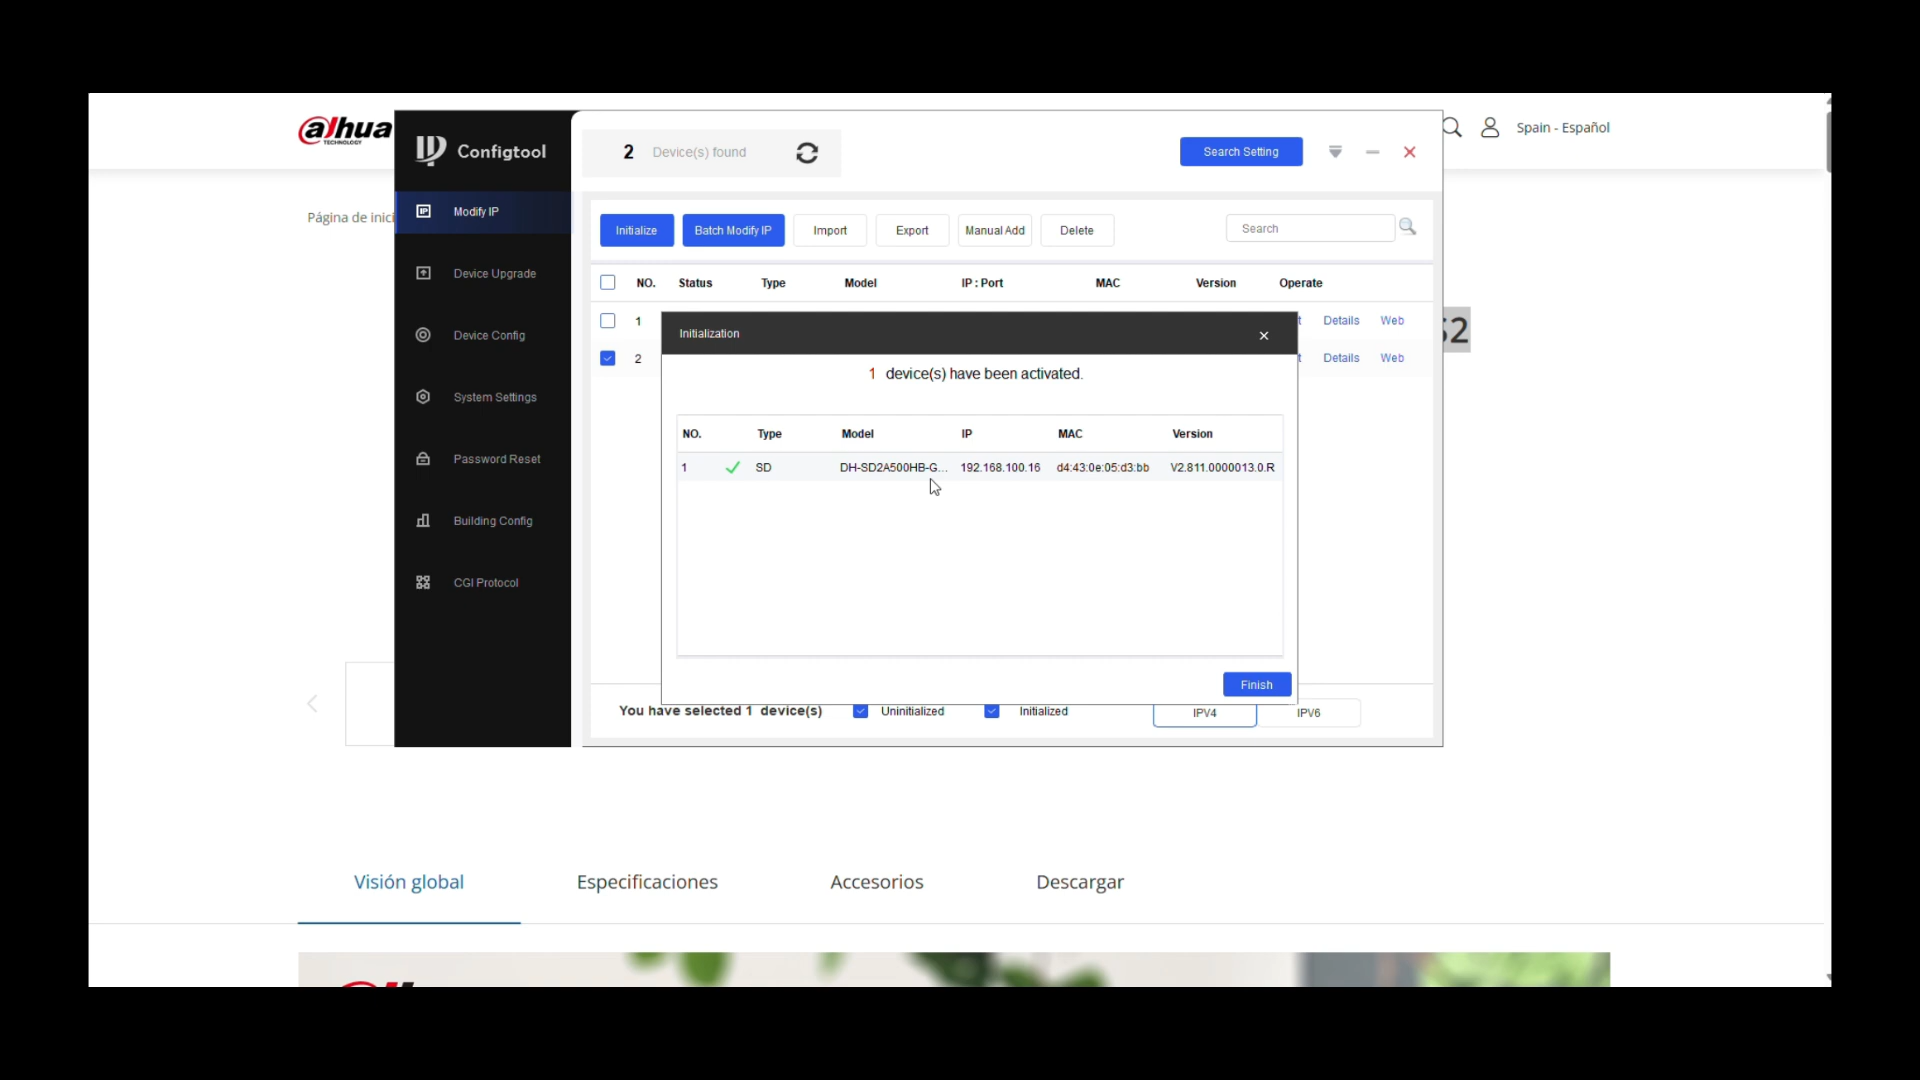 alhua
TECHNOLOGY
Configtool
2 Device(s) found
Search Setting
Spain - Español
Página de inici
Modify IP
Device Upgrade
Device Config
System Settings
Password Reset
Building Config
CGI Protocol
Initialize
Batch Modify IP
Import
Export
Manual Add
Delete
Search
NO. Status Type Model IP : Port MAC Version Operate
1 t Details Web
2 t Details Web
S2
Initialization
1 device(s) have been activated.
NO. Type Model IP MAC Version
1 SD DH-SD2A500HB-G... 192.168.100.16 d4:43:0e:05:d3:bb V2.811.0000013.0.R
Finish
You have selected 1 device(s) Uninitialized Initialized IPV4 IPV6
Visión global Especificaciones Accesorios Descargar